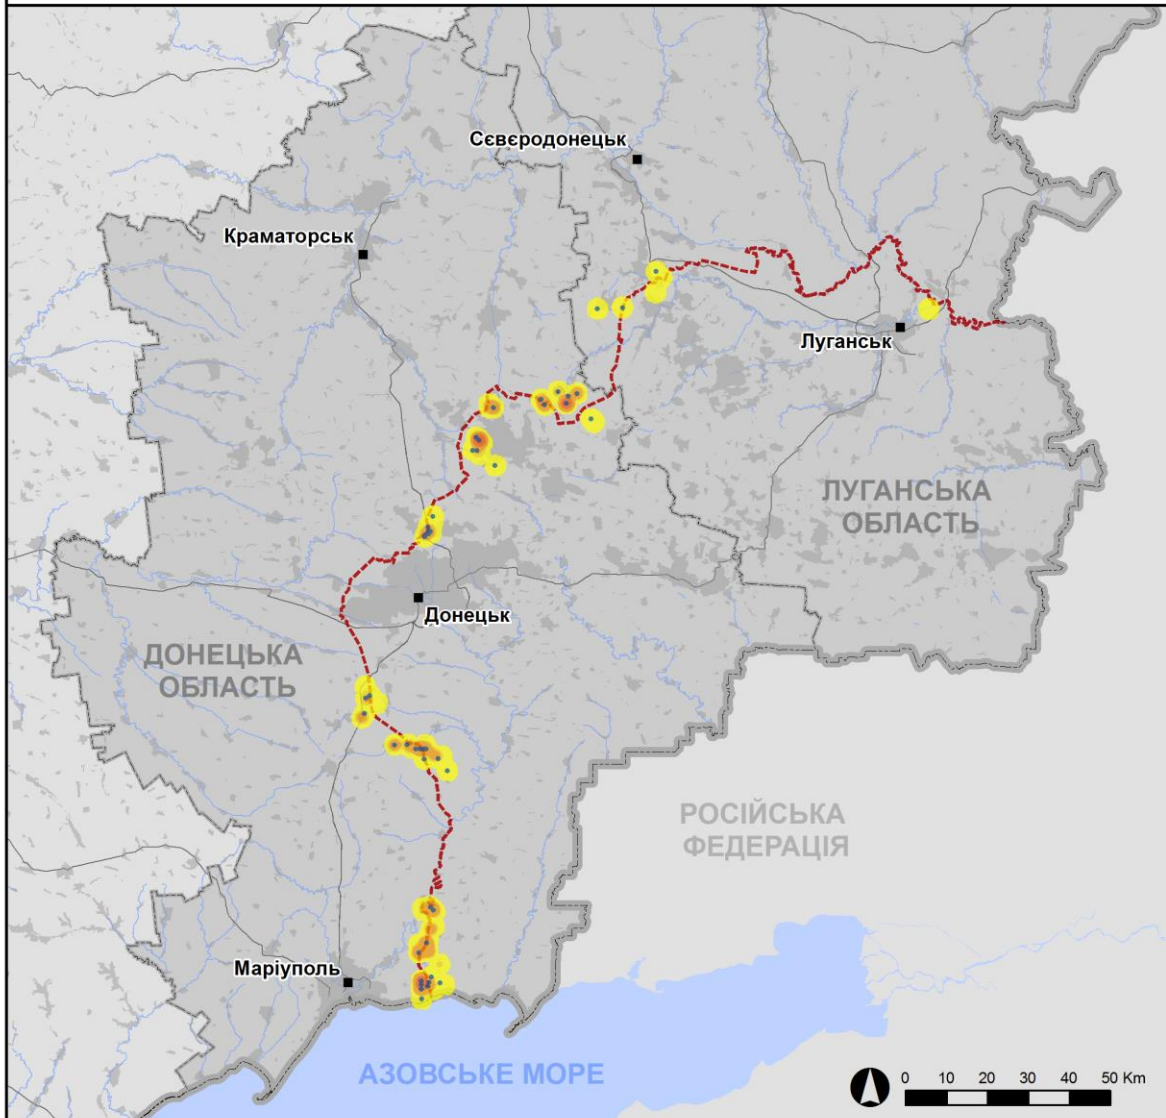 Сєвєродонецьк
Краматорськ
Луганськ
ЛУГАНСЬКА
ОБЛАСТЬ
Донецьк
ДОНЕЦЬКА
ОБЛАСТЬ
РОСІЙСЬКА
ФЕДЕРАЦІЯ
Маріуполь
АЗОВСЬКЕ МОРЕ
0 10 20 30 40 50 Km